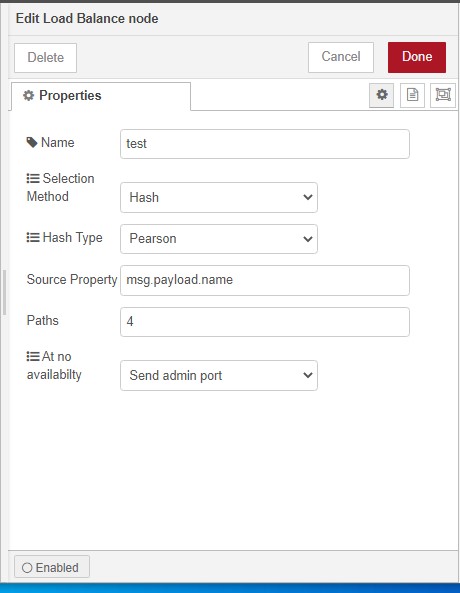 Edit Load Balance node
Delete
Cancel
Done
Properties
Name
test
Selection
Method
Hash
Hash Type
Pearson
Source Property
msg.payload.name
Paths
4
At no
availabilty
Send admin port
Enabled